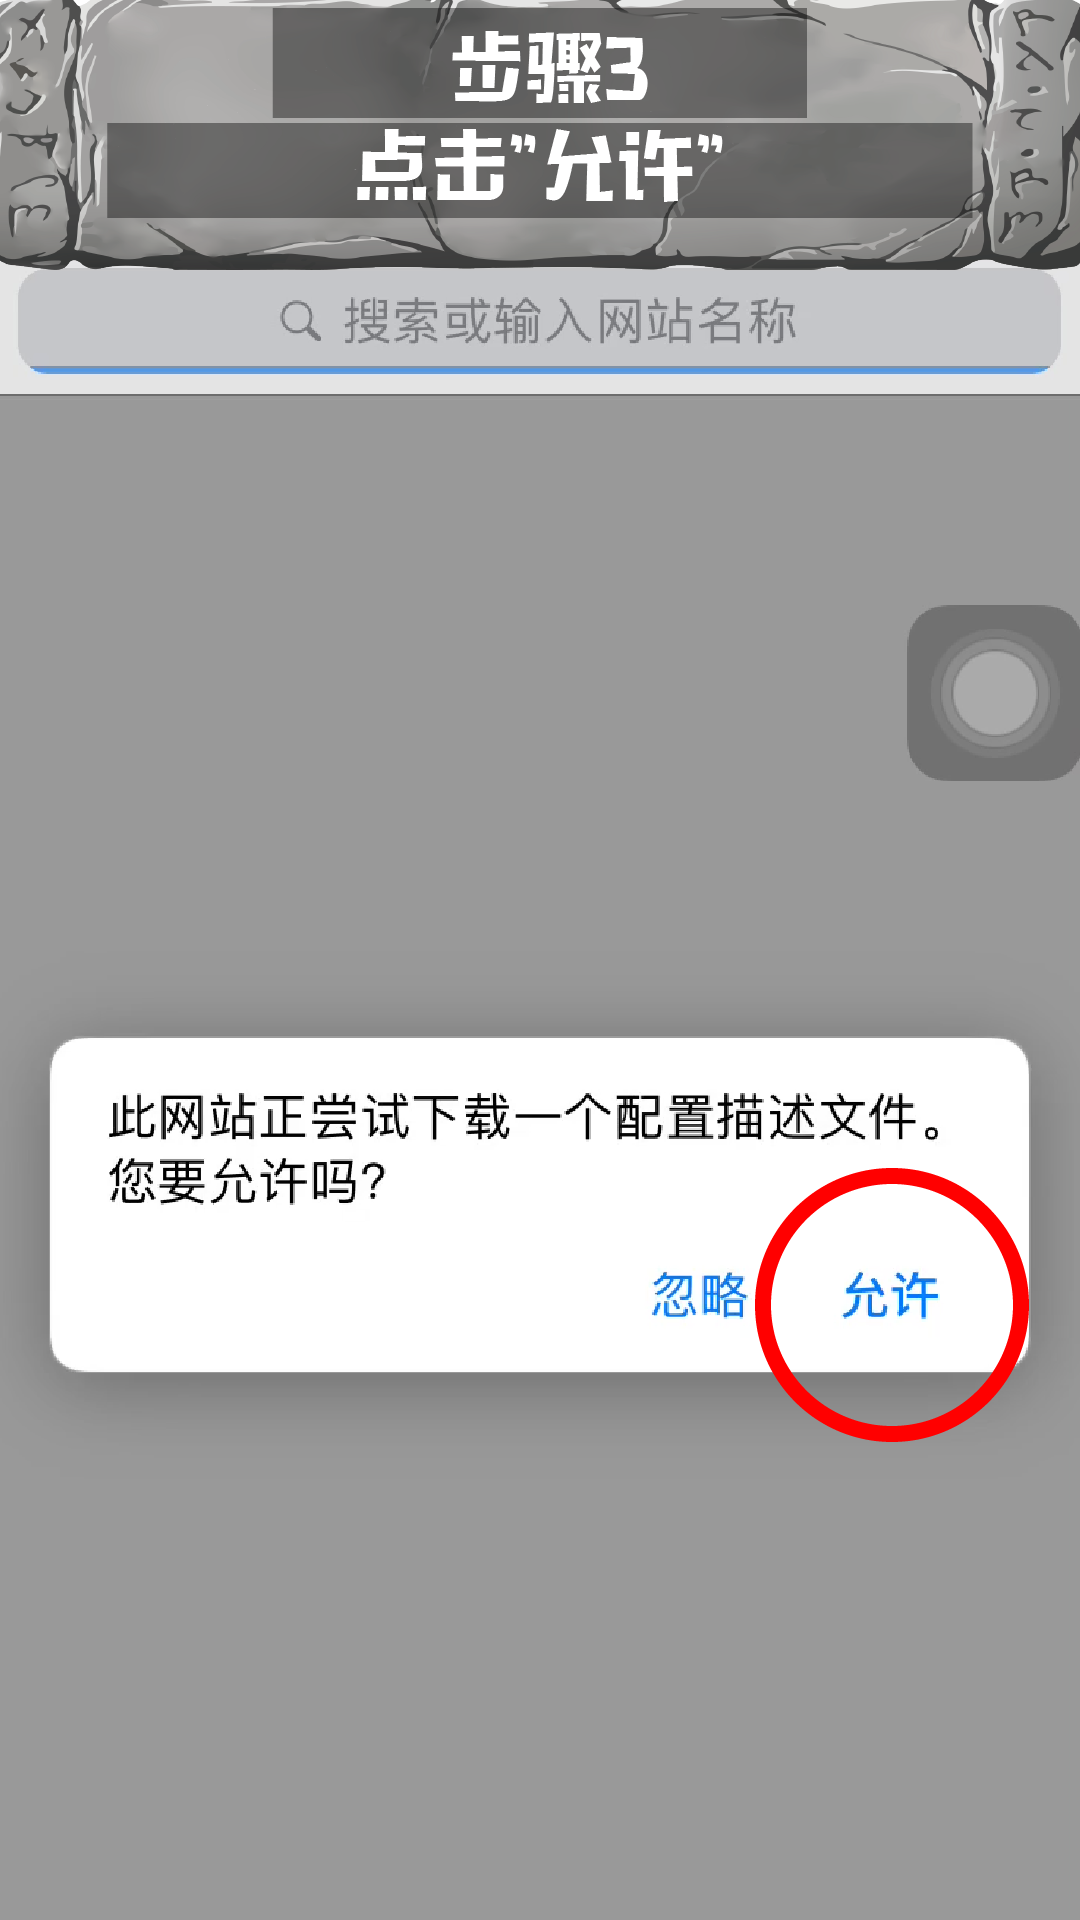 步骤3
点击”允许”
搜索或输入网站名称
此网站正尝试下载一个配置描述文件。
您要允许吗？
忽略
允许